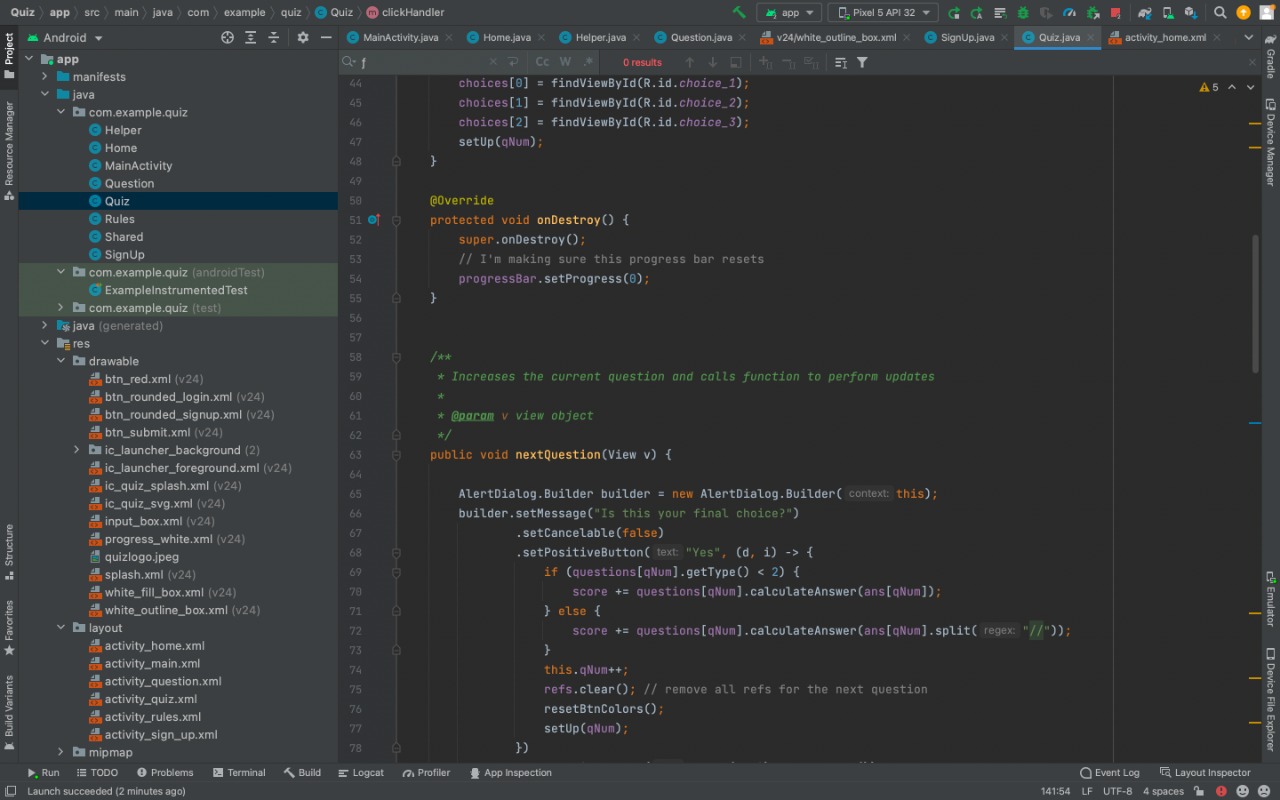 Quiz app src main java com example quiz Quiz clickHandler app Pixel 5 API 32
Android MainActivity.java Home.java Helper.java Question.java v24/white_outline_box.xml SignUp.java Quiz.java activity_home.xml
Cc W .* 0 results
Project
Resource Manager
Structure
Favorites
Build Variants
app
manifests
java
com.example.quiz
Helper
Home
MainActivity
Question
Quiz
Rules
Shared
SignUp
com.example.quiz (androidTest)
ExampleInstrumentedTest
com.example.quiz (test)
java (generated)
res
drawable
btn_red.xml (v24)
btn_rounded_login.xml (v24)
btn_rounded_signup.xml (v24)
btn_submit.xml (v24)
ic_launcher_background (2)
ic_launcher_foreground.xml (v24)
ic_quiz_splash.xml (v24)
ic_quiz_svg.xml (v24)
input_box.xml (v24)
progress_white.xml (v24)
quizlogo.jpeg
splash.xml (v24)
white_fill_box.xml (v24)
white_outline_box.xml (v24)
layout
activity_home.xml
activity_main.xml
activity_question.xml
activity_quiz.xml
activity_rules.xml
activity_sign_up.xml
mipmap
5
44 choices[0] = findViewById(R.id.choice_1);
45 choices[1] = findViewById(R.id.choice_2);
46 choices[2] = findViewById(R.id.choice_3);
47 setUp(qNum);
48 }
49
50 @Override
51 protected void onDestroy() {
52 super.onDestroy();
53 // I'm making sure this progress bar resets
54 progressBar.setProgress(0);
55 }
56
57
58 /**
59 * Increases the current question and calls function to perform updates
60 *
61 * @param v view object
62 */
63 public void nextQuestion(View v) {
64
65 AlertDialog.Builder builder = new AlertDialog.Builder( context: this);
66 builder.setMessage("Is this your final choice?")
67 .setCancelable(false)
68 .setPositiveButton( text: "Yes", (d, i) -> {
69 if (questions[qNum].getType() < 2) {
70 score += questions[qNum].calculateAnswer(ans[qNum]);
71 } else {
72 score += questions[qNum].calculateAnswer(ans[qNum].split( regex: "//"));
73 }
74 this.qNum++;
75 refs.clear(); // remove all refs for the next question
76 resetBtnColors();
77 setUp(qNum);
78 })
Gradle
Device Manager
Emulator
Device File Explorer
Run TODO Problems Terminal Build Logcat Profiler App Inspection Event Log Layout Inspector
Launch succeeded (2 minutes ago) 141:54 LF UTF-8 4 spaces